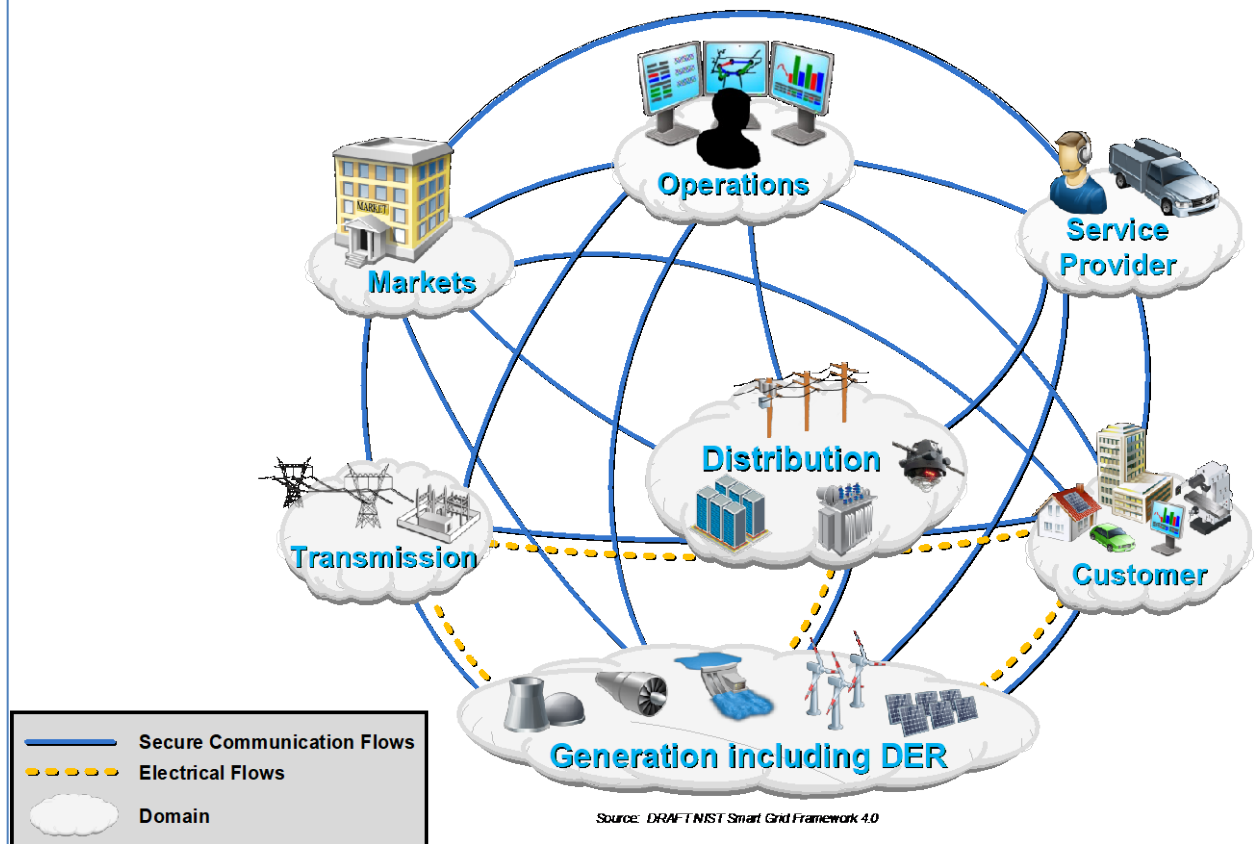 Operations
MARKET
Markets
Service
Provider
Distribution
Transmission
Customer
Generation including DER
Secure Communication Flows
Electrical Flows
Domain
Source: DRAFT NIST Smart Grid Framework 4.0